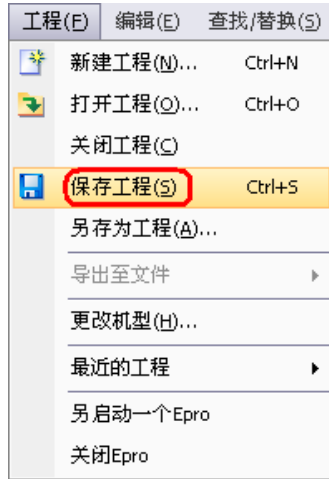 工程(F) 编辑(E) 查找/替换(S)
新建工程(N)... Ctrl+N
打开工程(O)... Ctrl+O
关闭工程(C)
保存工程(S) Ctrl+S
另存为工程(A)...
导出至文件
更改机型(H)...
最近的工程
另启动一个Epro
关闭Epro